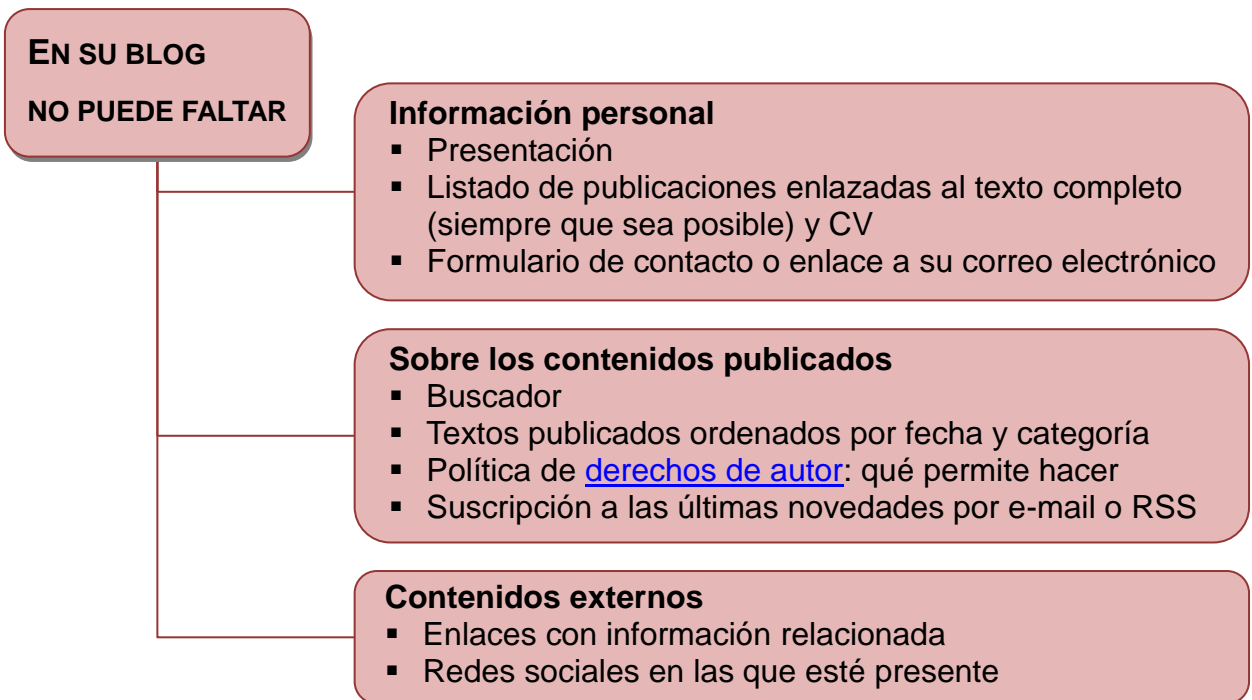 EN SU BLOG
NO PUEDE FALTAR
Información personal
▪ Presentación
▪ Listado de publicaciones enlazadas al texto completo
(siempre que sea posible) y CV
▪ Formulario de contacto o enlace a su correo electrónico
Sobre los contenidos publicados
▪ Buscador
▪ Textos publicados ordenados por fecha y categoría
▪ Política de derechos de autor: qué permite hacer
▪ Suscripción a las últimas novedades por e-mail o RSS
Contenidos externos
▪ Enlaces con información relacionada
▪ Redes sociales en las que esté presente